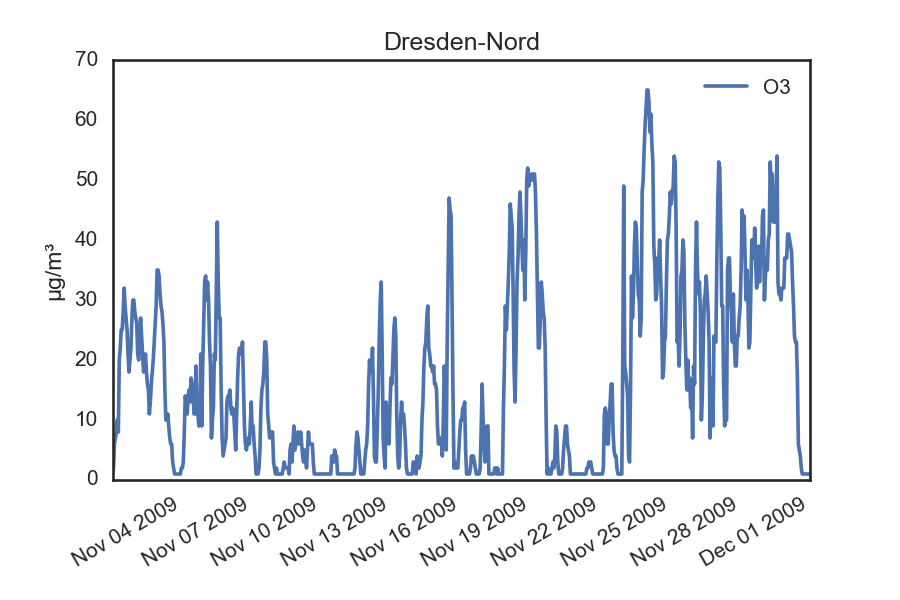 Dresden-Nord
70
60
50
40
30
20
10
0
µg/m³
O3
Nov 04 2009
Nov 07 2009
Nov 10 2009
Nov 13 2009
Nov 16 2009
Nov 19 2009
Nov 22 2009
Nov 25 2009
Nov 28 2009
Dec 01 2009